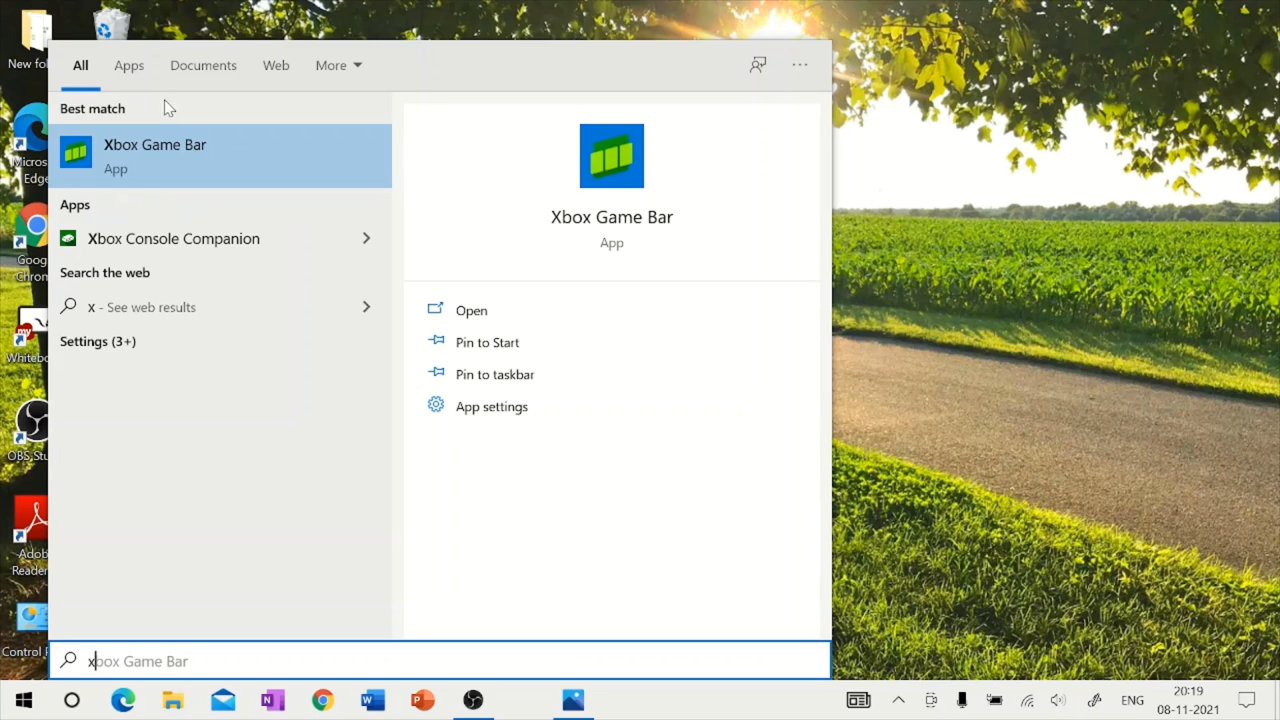 New fol
Micros
Edge
Goog
Chrom
Whitebo
OBS Stu
Adob
Reader
Control P
All
Apps
Documents
Web
More
Best match
Xbox Game Bar
App
Apps
Xbox Console Companion
Search the web
x - See web results
Settings (3+)
Xbox Game Bar
App
Open
Pin to Start
Pin to taskbar
App settings
xbox Game Bar
ENG
20:19
08-11-2021